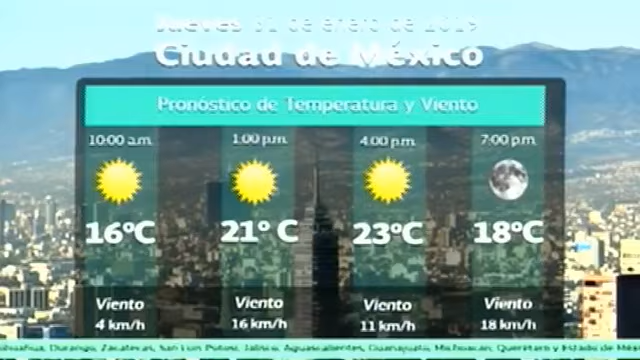 Jueves 31 de enero de 2019
Ciudad de México
Pronóstico de Temperatura y Viento
10:00 a.m. 1:00 p.m. 4:00 p.m. 7:00 p.m.
16°C 21°C 23°C 18°C
Viento Viento Viento Viento
4 km/h 16 km/h 11 km/h 18 km/h
Durango, Zacatecas, San Luis Potosí, Jalisco, Aguascalientes, Guanajuato, Michoacán, Querétaro y Estado de